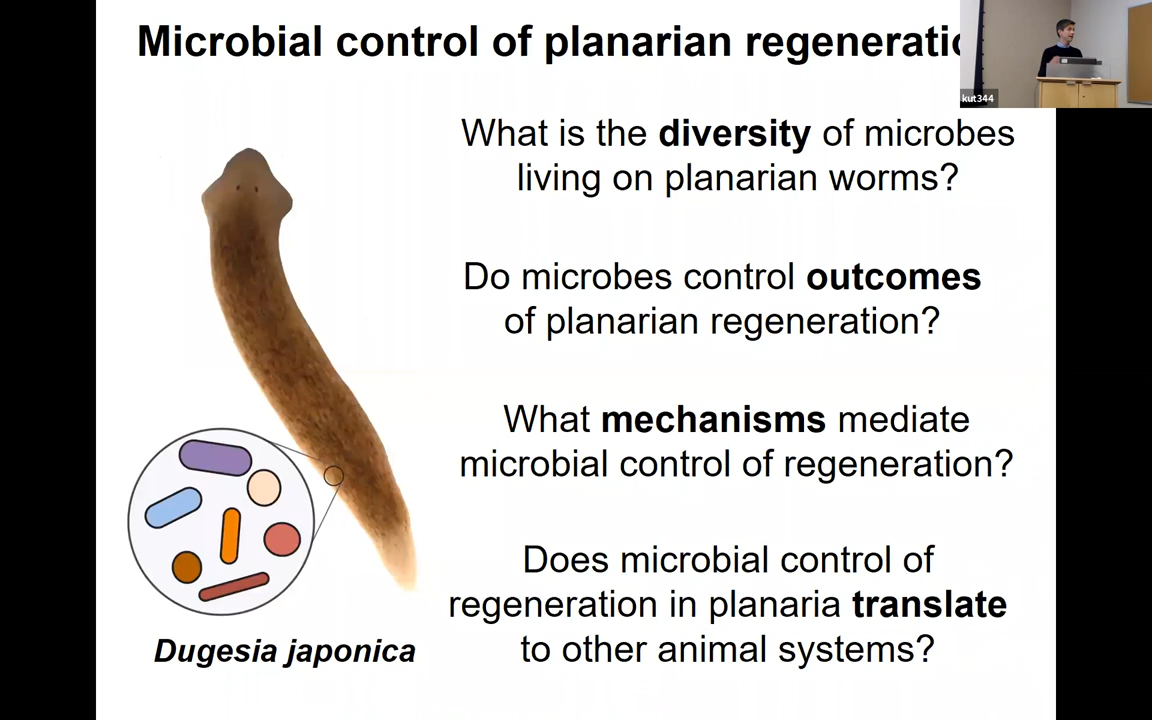 Microbial control of planarian regeneratio
kut344
What is the diversity of microbes
living on planarian worms?
Do microbes control outcomes
of planarian regeneration?
What mechanisms mediate
microbial control of regeneration?
Does microbial control of
regeneration in planaria translate
to other animal systems?
Dugesia japonica